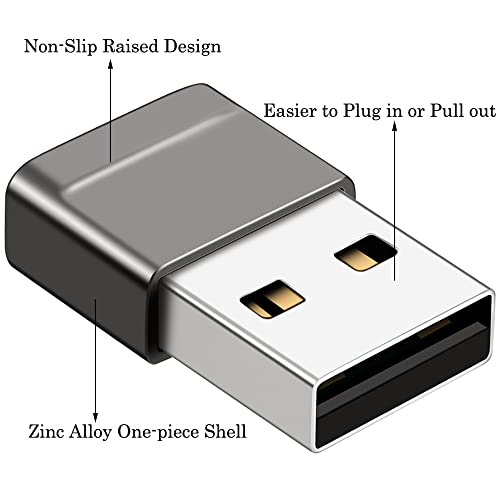 Non-Slip Raised Design
Easier to Plug in or Pull out
Zinc Alloy One-piece Shell